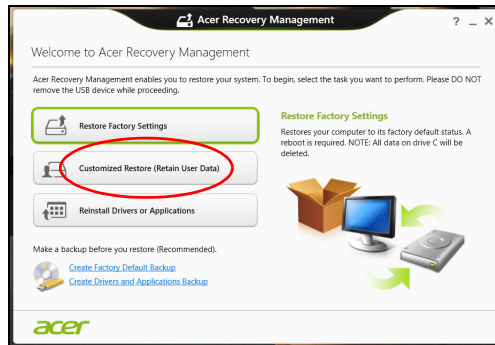 Acer Recovery Management
Welcome to Acer Recovery Management
Acer Recovery Management enables you to restore your system. To begin, select the task you want to perform. Please DO NOT
remove the USB device while proceeding.
Restore Factory Settings
Customized Restore (Retain User Data)
Reinstall Drivers or Applications
Restore Factory Settings
Restores your computer to its factory default status. A
reboot is required. NOTE: All data on drive C will be
deleted.
Make a backup before you restore (Recommended).
Create Factory Default Backup
Create Drivers and Applications Backup
acer